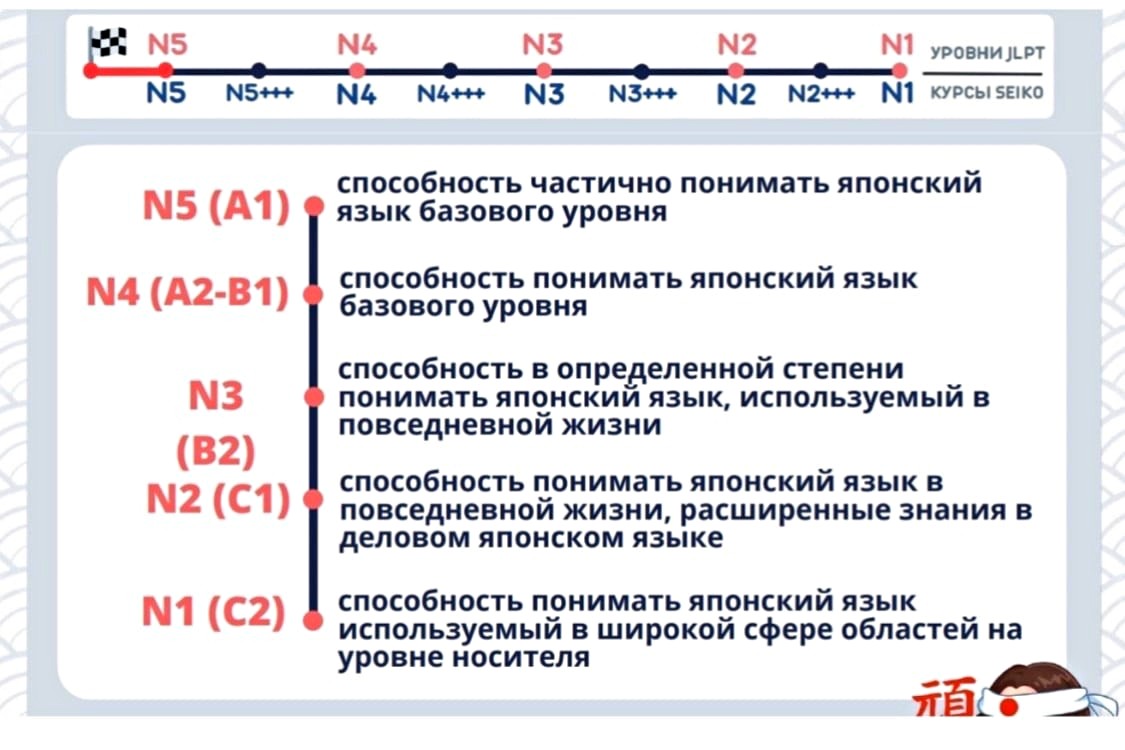 N5 N4 N3 N2 N1 УРОВНИ JLPT
N5 N5+++ N4 N4+++ N3 N3+++ N2 N2+++ N1 КУРСЫ SEIKO
N5 (A1)
способность частично понимать японский
язык базового уровня
N4 (A2-B1)
способность понимать японский язык
базового уровня
N3
(B2)
способность в определенной степени
понимать японский язык, используемый в
повседневной жизни
N2 (C1)
способность понимать японский язык в
повседневной жизни, расширенные знания в
деловом японском языке
N1 (C2)
способность понимать японский язык
используемый в широкой сфере областей на
уровне носителя
頑